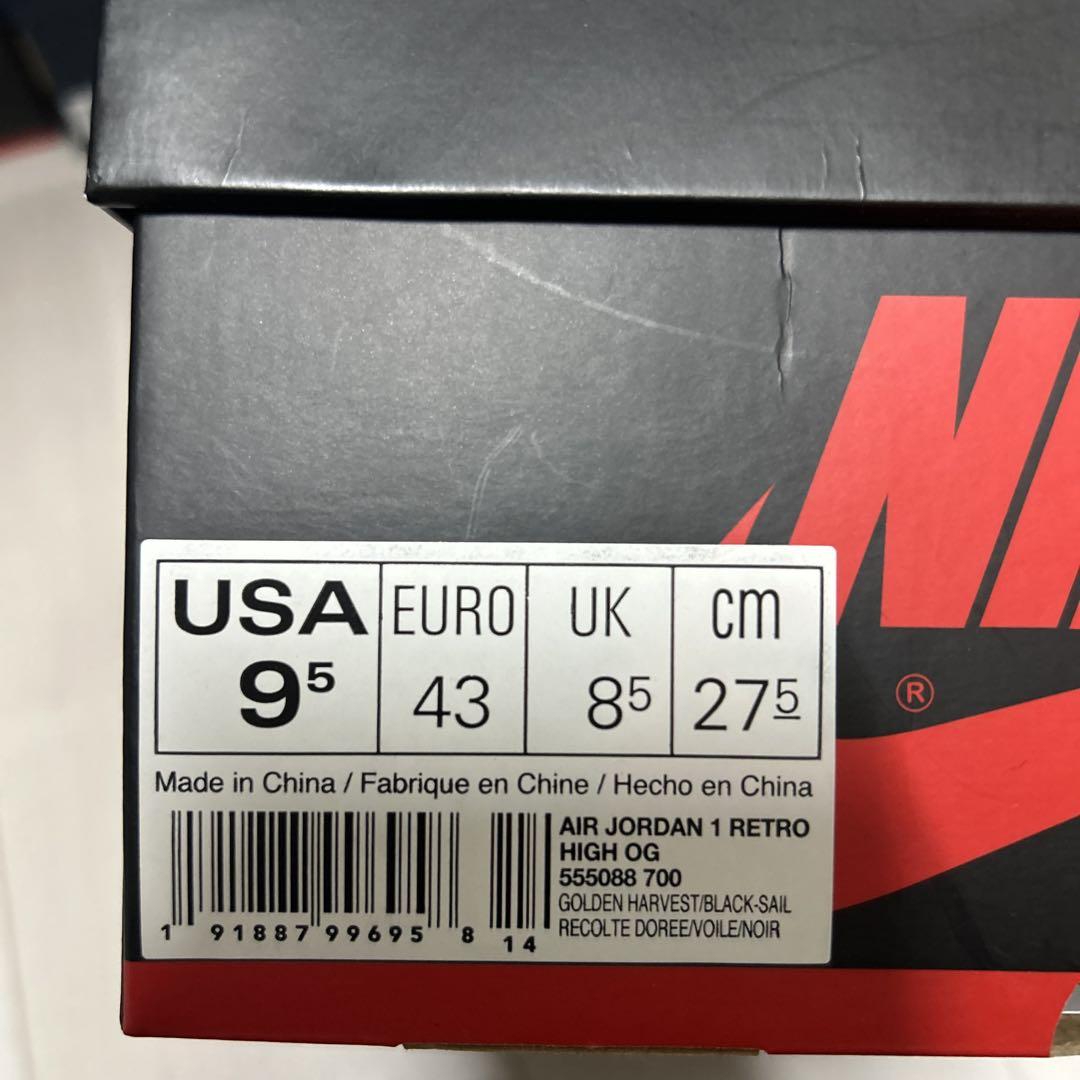 NI
®
USA EURO UK cm
9⁵ 43 8⁵ 27⁵
Made in China / Fabrique en Chine / Hecho en China
AIR JORDAN 1 RETRO
HIGH OG
555088 700
GOLDEN HARVEST/BLACK-SAIL
RECOLTE DOREE/VOILE/NOIR
1 91887 99695 8 14